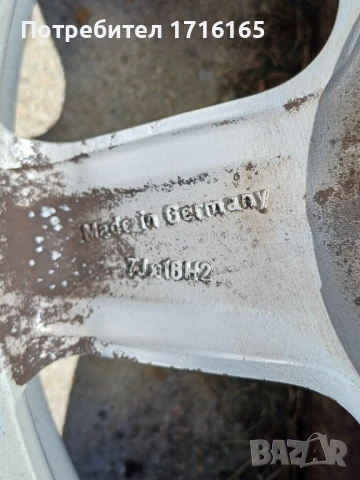 Потребител 1716165
Made in Germany
7Jx16H2
BAZAR